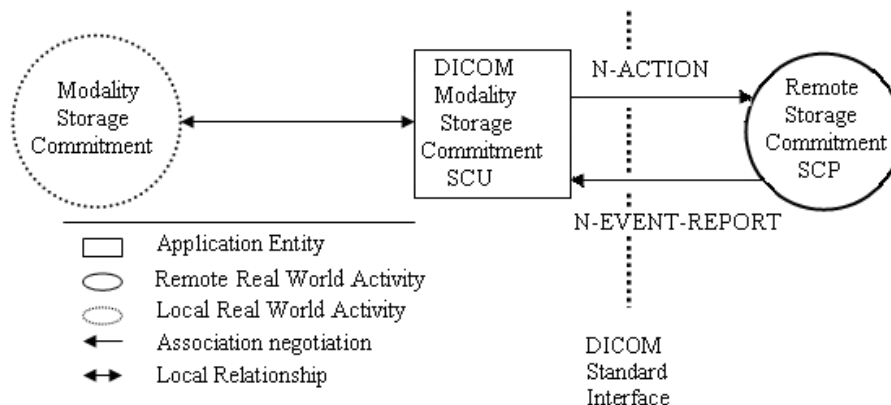 Modality
Storage
Commitment
DICOM
Modality
Storage
Commitment
SCU
N-ACTION
N-EVENT-REPORT
Remote
Storage
Commitment
SCP
Application Entity
Remote Real World Activity
Local Real World Activity
Association negotiation
Local Relationship
DICOM
Standard
Interface